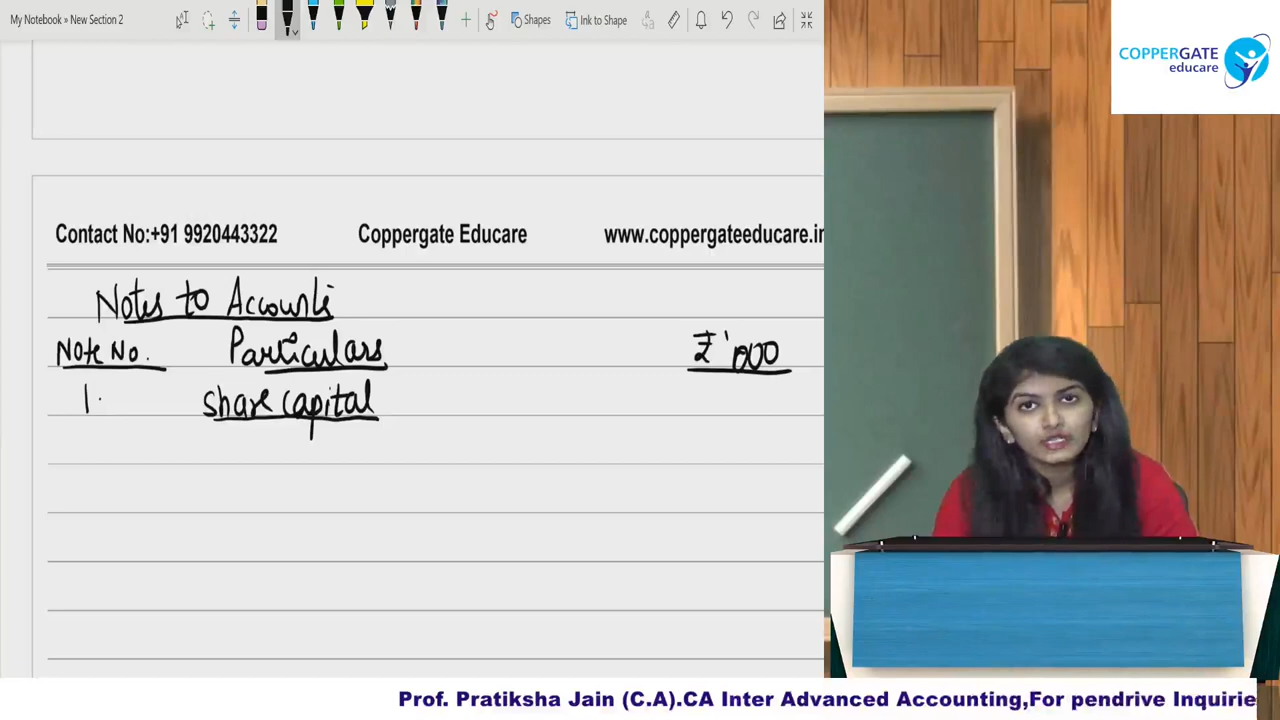 My Notebook » New Section 2
Shapes
Ink to Shape
COPPERGATE
educare
Contact No:+91 9920443322 Coppergate Educare www.coppergateeducare.in
Notes to Accounts
Note No. Particulars ₹'000
1. Share capital
Prof. Pratiksha Jain (C.A).CA Inter Advanced Accounting,For pendrive Inquirie